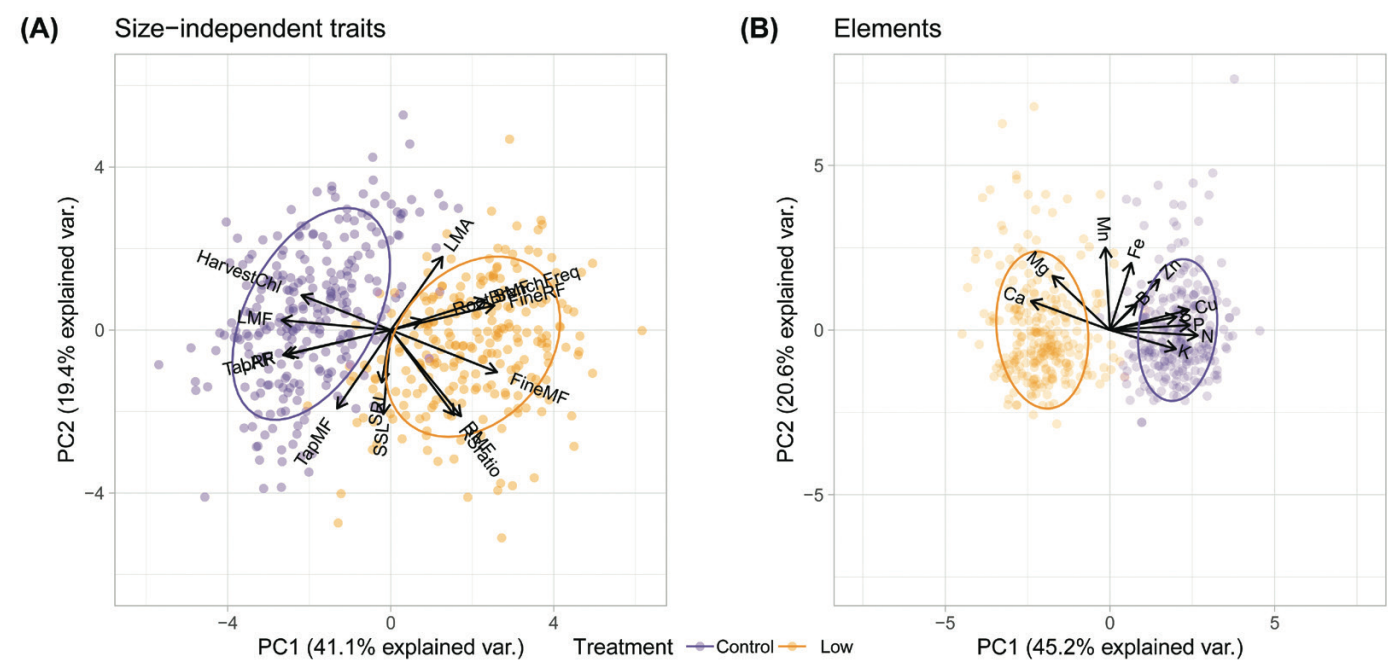 (A) Size−independent traits
4
0
−4
PC2 (19.4% explained var.)
HarvestChl
LMF
TapMF
SSL
SRL
LMA
FineRF
FineMF
RMF
RSratio
−4 0 4
PC1 (41.1% explained var.)
(B) Elements
5
0
−5
PC2 (20.6% explained var.)
Ca
Mg
Mn
Fe
Zn
B
Cu
P
N
K
−5 0 5
PC1 (45.2% explained var.)
Treatment Control Low